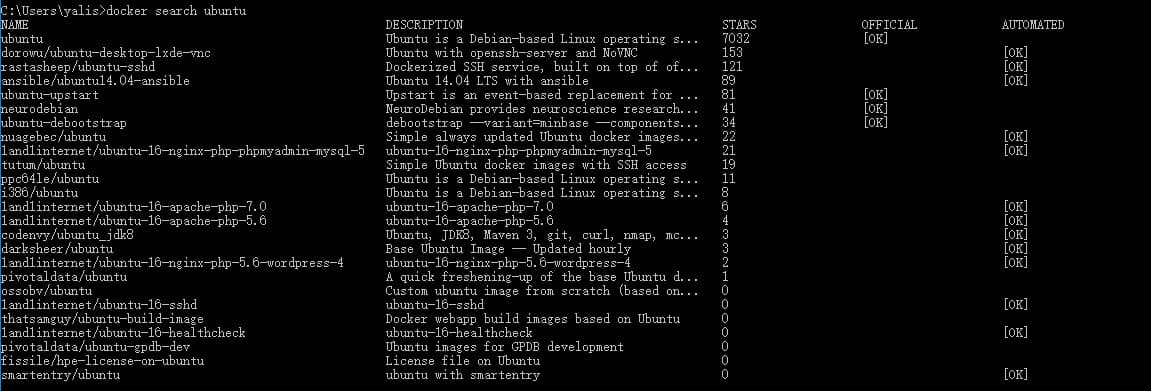 C:\Users\yalis>docker search ubuntu
NAME DESCRIPTION STARS OFFICIAL AUTOMATED
ubuntu Ubuntu is a Debian-based Linux operating s... 7032 [OK]
dorowu/ubuntu-desktop-lxde-vnc Ubuntu with openssh-server and NoVNC 153 [OK]
rastasheep/ubuntu-sshd Dockerized SSH service, built on top of of... 121 [OK]
ansible/ubuntu14.04-ansible Ubuntu 14.04 LTS with ansible 89 [OK]
ubuntu-upstart Upstart is an event-based replacement for ... 81 [OK]
neurodebian NeuroDebian provides neuroscience research... 41 [OK]
ubuntu-debootstrap debootstrap --variant=minbase --components... 34 [OK]
nuagebec/ubuntu Simple always updated Ubuntu docker images... 22 [OK]
1and1internet/ubuntu-16-nginx-php-phpmyadmin-mysql-5 ubuntu-16-nginx-php-phpmyadmin-mysql-5 21 [OK]
tutum/ubuntu Simple Ubuntu docker images with SSH access 19
ppc64le/ubuntu Ubuntu is a Debian-based Linux operating s... 11
i386/ubuntu Ubuntu is a Debian-based Linux operating s... 8
1and1internet/ubuntu-16-apache-php-7.0 ubuntu-16-apache-php-7.0 6 [OK]
1and1internet/ubuntu-16-apache-php-5.6 ubuntu-16-apache-php-5.6 4 [OK]
codenvy/ubuntu_jdk8 Ubuntu, JDK8, Maven 3, git, curl, nmap, mc... 3 [OK]
darksheer/ubuntu Base Ubuntu Image -- Updated hourly 3 [OK]
1and1internet/ubuntu-16-nginx-php-5.6-wordpress-4 ubuntu-16-nginx-php-5.6-wordpress-4 2 [OK]
pivotaldata/ubuntu A quick freshening-up of the base Ubuntu d... 1
ossobv/ubuntu Custom ubuntu image from scratch (based on... 0
1and1internet/ubuntu-16-sshd ubuntu-16-sshd 0 [OK]
thatsamguy/ubuntu-build-image Docker webapp build images based on Ubuntu 0
1and1internet/ubuntu-16-healthcheck ubuntu-16-healthcheck 0 [OK]
pivotaldata/ubuntu-gpdb-dev Ubuntu images for GPDB development 0
fissile/hpe-license-on-ubuntu License file on Ubuntu 0
smartentry/ubuntu ubuntu with smartentry 0 [OK]